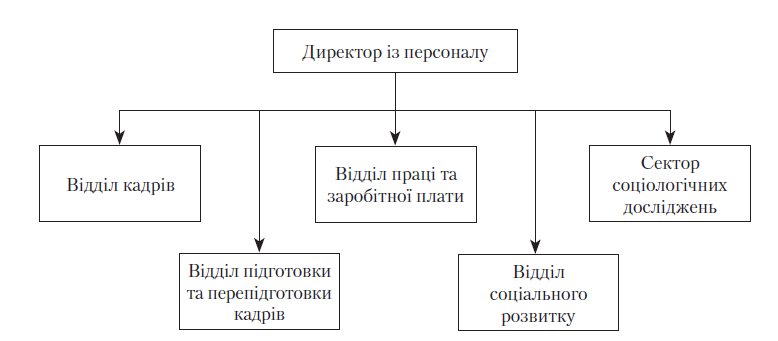 Директор із персоналу
Відділ кадрів
Відділ праці та
заробітної плати
Сектор
соціологічних
досліджень
Відділ підготовки
та перепідготовки
кадрів
Відділ
соціального
розвитку